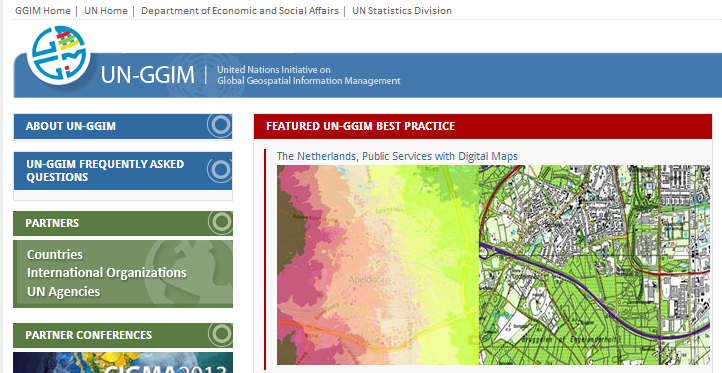 GGIM Home | UN Home | Department of Economic and Social Affairs | UN Statistics Division
UN-GGIM
United Nations Initiative on
Global Geospatial Information Management
ABOUT UN-GGIM
UN-GGIM FREQUENTLY ASKED
QUESTIONS
PARTNERS
Countries
International Organizations
UN Agencies
PARTNER CONFERENCES
FEATURED UN-GGIM BEST PRACTICE
The Netherlands, Public Services with Digital Maps
Apeldoorn